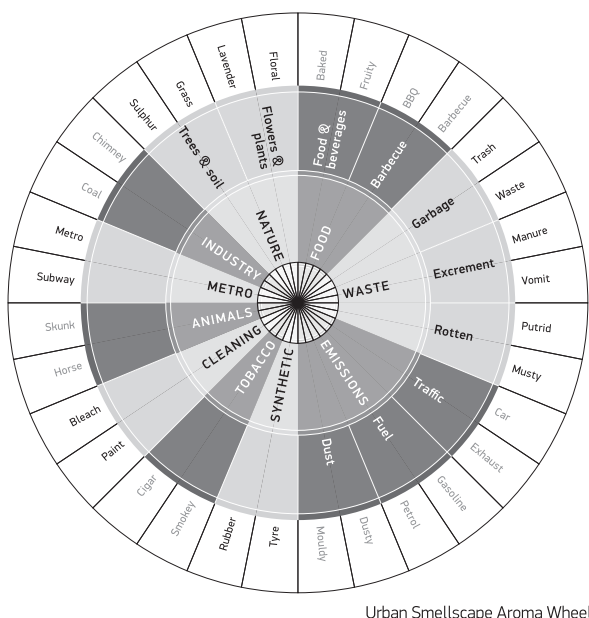 Baked
Fruity
BBQ
Barbecue
Trash
Waste
Manure
Vomit
Putrid
Musty
Car
Exhaust
Gasoline
Petrol
Dusty
Mouldy
Tyre
Rubber
Smokey
Cigar
Paint
Bleach
Horse
Skunk
Subway
Metro
Coal
Chimney
Sulphur
Grass
Lavender
Floral
Food &
beverages
Barbecue
Garbage
Excrement
Rotten
Traffic
Fuel
Dust
Trees & soil
Flowers &
plants
FOOD
WASTE
EMISSIONS
SYNTHETIC
TOBACCO
CLEANING
ANIMALS
METRO
INDUSTRY
NATURE
Urban Smellscape Aroma Wheel